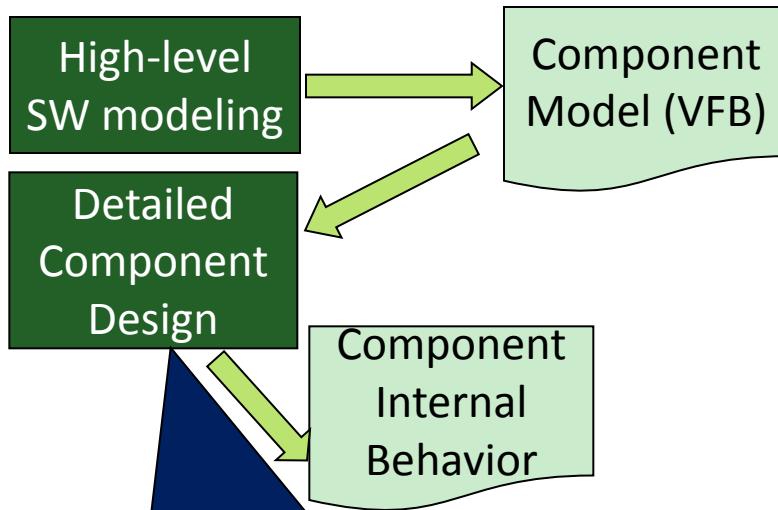 High-level
SW modeling
Component
Model (VFB)
Detailed
Component
Design
Component
Internal
Behavior